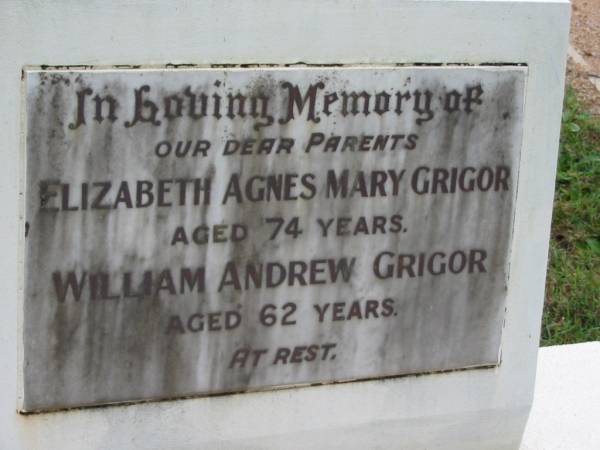 In Loving Memory of
OUR DEAR PARENTS
ELIZABETH AGNES MARY GRIGOR
AGED 74 YEARS.
WILLIAM ANDREW GRIGOR
AGED 62 YEARS.
AT REST.